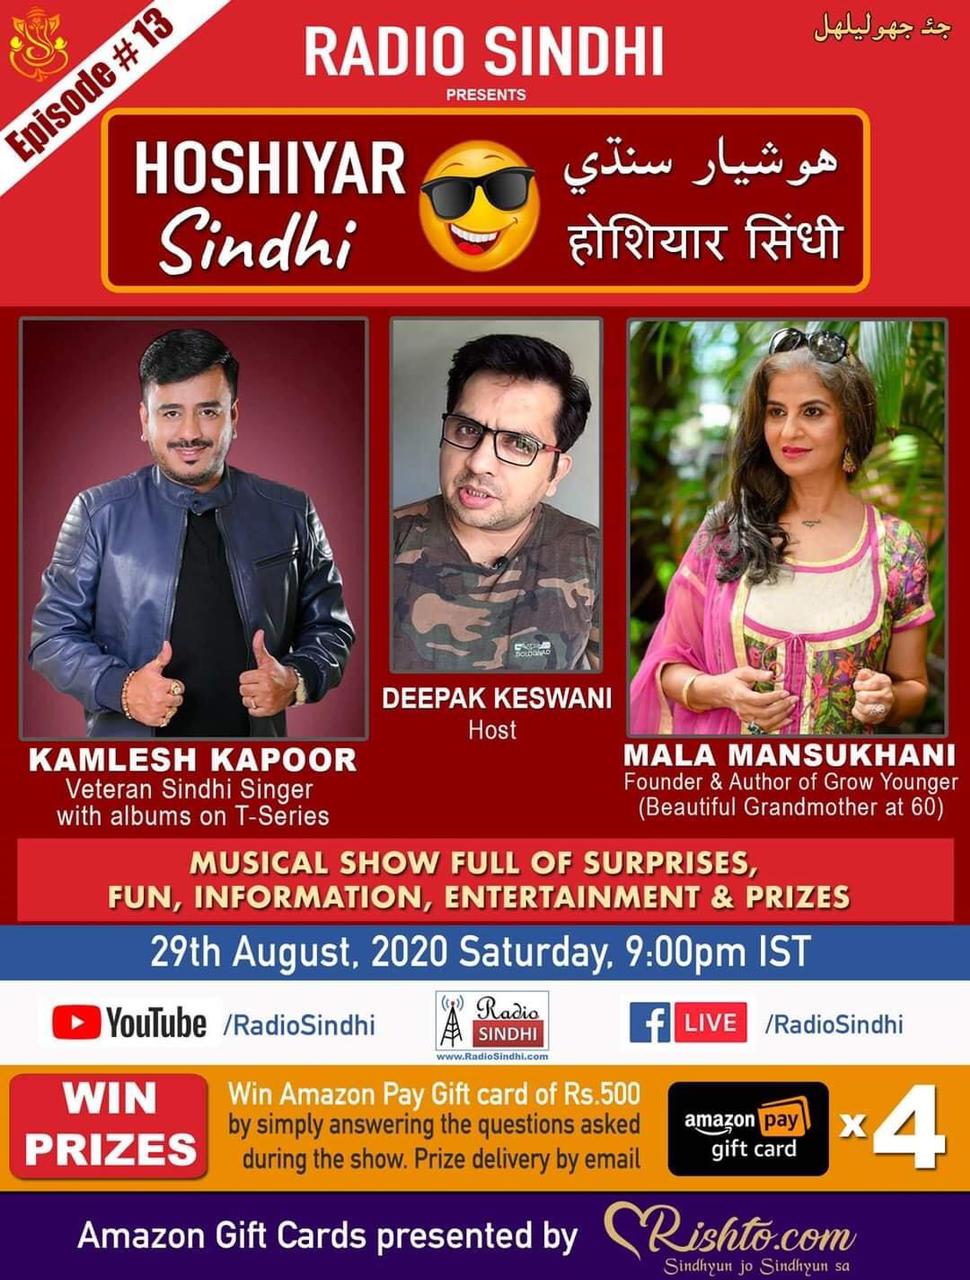 جئ جھوليلعل
Episode # 13
RADIO SINDHI
PRESENTS
HOSHIYAR
Sindhi
هوشيار سنڌي
होशियार सिंधी
KAMLESH KAPOOR
Veteran Sindhi Singer
with albums on T-Series
DEEPAK KESWANI
Host
MALA MANSUKHANI
Founder & Author of Grow Younger
(Beautiful Grandmother at 60)
MUSICAL SHOW FULL OF SURPRISES,
FUN, INFORMATION, ENTERTAINMENT & PRIZES
29th August, 2020 Saturday, 9:00pm IST
YouTube /RadioSindhi
Radio
SINDHI
www.RadioSindhi.com
f LIVE /RadioSindhi
WIN
PRIZES
Win Amazon Pay Gift card of Rs.500
by simply answering the questions asked
during the show. Prize delivery by email
amazon pay
gift card
x4
Amazon Gift Cards presented by
Rishto.com
Sindhyun jo Sindhyun sa